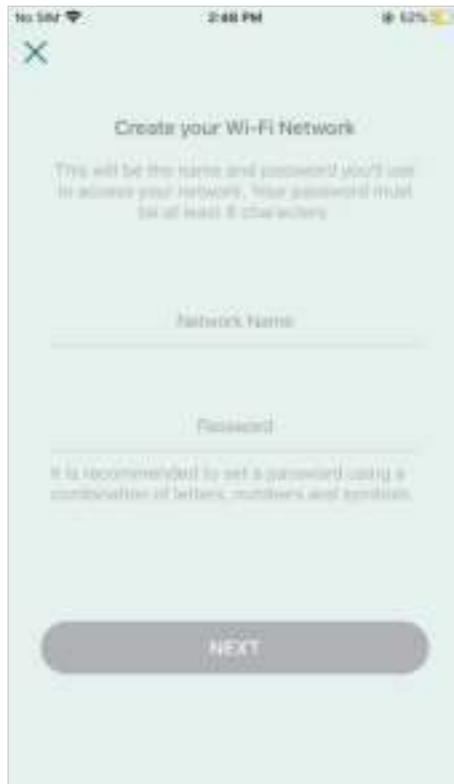 No SIM 2:46 PM 62%
Create your Wi-Fi Network
This will be the name and password you'll use
to access your network. Your password must
be at least 8 characters.
Network Name
Password
It is recommended to set a password using a
combination of letters, numbers and symbols.
NEXT